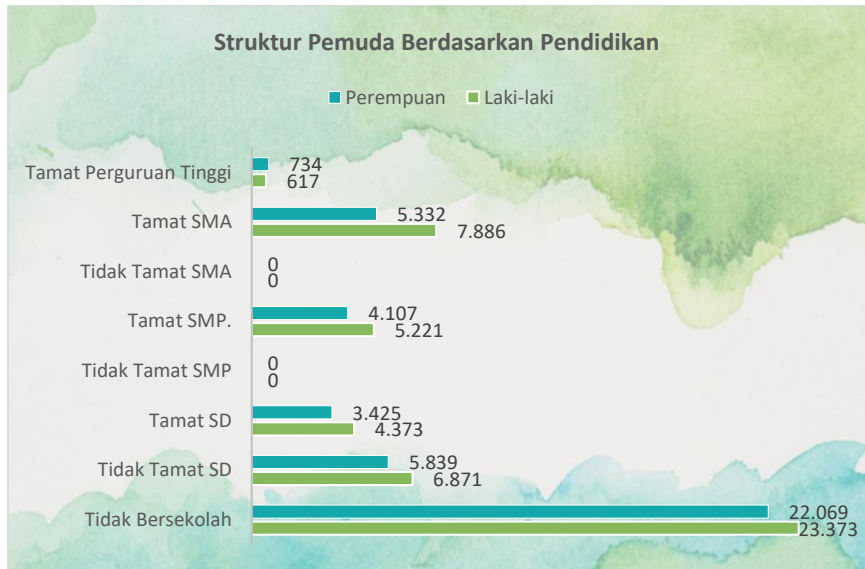 Struktur Pemuda Berdasarkan Pendidikan
Perempuan Laki-laki
Tamat Perguruan Tinggi
734
617
Tamat SMA
5.332
7.886
Tidak Tamat SMA
0
0
Tamat SMP.
4.107
5.221
Tidak Tamat SMP
0
0
Tamat SD
3.425
4.373
Tidak Tamat SD
5.839
6.871
Tidak Bersekolah
22.069
23.373